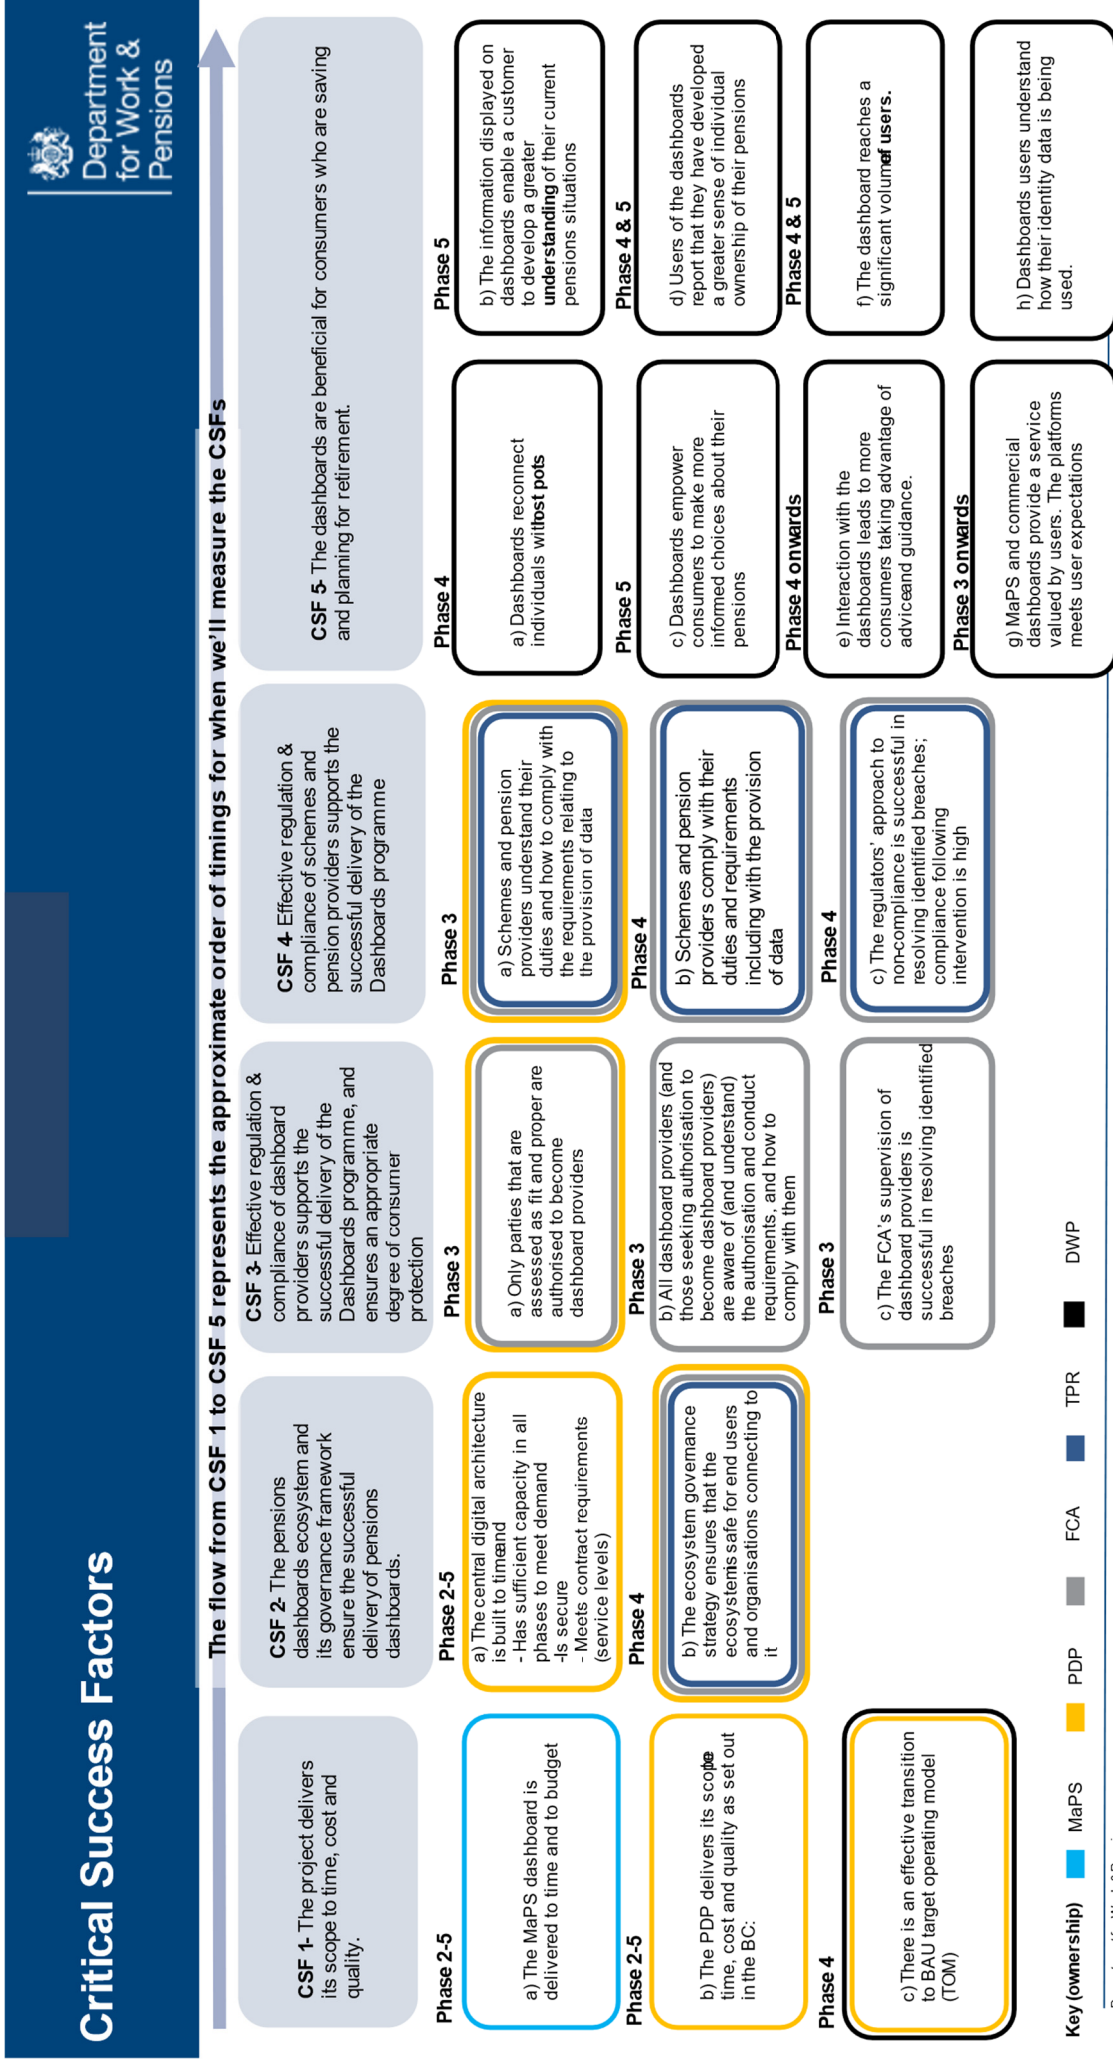 Critical Success Factors
Department
for Work &
Pensions
The flow from CSF 1 to CSF 5 represents the approximate order of timings for when we'll measure the CSFs
CSF 1- The project delivers
its scope to time, cost and
quality.
Phase 2-5
a) The MaPS dashboard is
delivered to time and to budget
Phase 2-5
b) The PDP delivers its scope
time, cost and quality as set out
in the BC:
Phase 4
c) There is an effective transition
to BAU target operating model
(TOM)
CSF 2- The pensions
dashboards ecosystem and
its governance framework
ensure the successful
delivery of pensions
dashboards.
Phase 2-5
a) The central digital architecture
is built to time and
- Has sufficient capacity in all
phases to meet demand
-Is secure
- Meets contract requirements
(service levels)
Phase 4
b) The ecosystem governance
strategy ensures that the
ecosystem is safe for end users
and organisations connecting to
it
CSF 3- Effective regulation &
compliance of dashboard
providers supports the
successful delivery of the
Dashboards programme, and
ensures an appropriate
degree of consumer
protection
Phase 3
a) Only parties that are
assessed as fit and proper are
authorised to become
dashboard providers
Phase 3
b) All dashboard providers (and
those seeking authorisation to
become dashboard providers)
are aware of (and understand)
the authorisation and conduct
requirements, and how to
comply with them
Phase 3
c) The FCA's supervision of
dashboard providers is
successful in resolving identified
breaches
CSF 4- Effective regulation &
compliance of schemes and
pension providers supports the
successful delivery of the
Dashboards programme
Phase 3
a) Schemes and pension
providers understand their
duties and how to comply with
the requirements relating to
the provision of data
Phase 4
b) Schemes and pension
providers comply with their
duties and requirements
including with the provision
of data
Phase 4
c) The regulators' approach to
non-compliance is successful in
resolving identified breaches;
compliance following
intervention is high
CSF 5- The dashboards are beneficial for consumers who are saving
and planning for retirement.
Phase 4
a) Dashboards reconnect
individuals with lost pots
Phase 5
b) The information displayed on
dashboards enable a customer
to develop a greater
understanding of their current
pensions situations
Phase 5
c) Dashboards empower
consumers to make more
informed choices about their
pensions
Phase 4 & 5
d) Users of the dashboards
report that they have developed
a greater sense of individual
ownership of their pensions
Phase 4 onwards
e) Interaction with the
dashboards leads to more
consumers taking advantage of
advice and guidance.
Phase 4 & 5
f) The dashboard reaches a
significant volume of users.
Phase 3 onwards
g) MaPS and commercial
dashboards provide a service
valued by users. The platforms
meets user expectations
h) Dashboards users understand
how their identity data is being
used.
Key (ownership)
MaPS
PDP
FCA
TPR
DWP